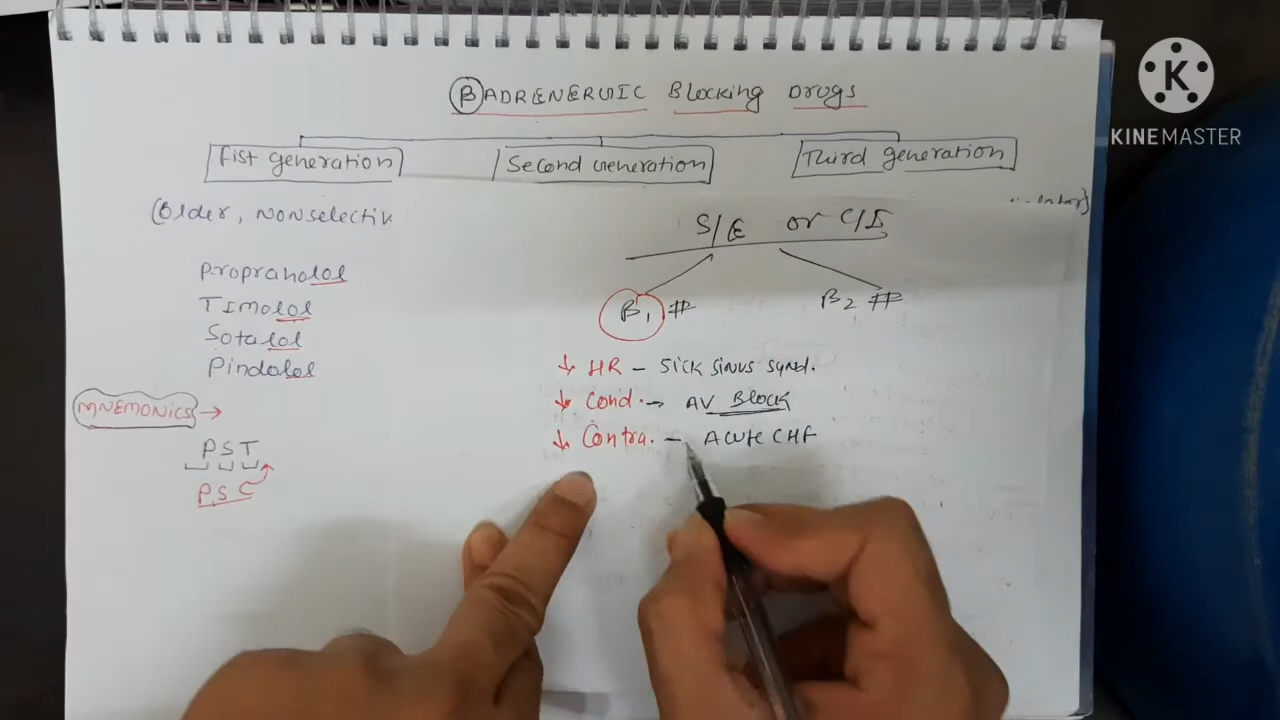 β ADRENERGIC Blocking Drugs
Fist generation
Second Generation
Third generation
(Older, Nonselectiv
S/E or C/I
Propranolol
Timolol
Sotalol
Pindolol
β1 #
β2 #
↓ HR - Sick sinus synd.
↓ Cond. → AV Block
↓ Contra. - Acute CHF
MNEMONICS →
PST
PSC
K
KINEMASTER